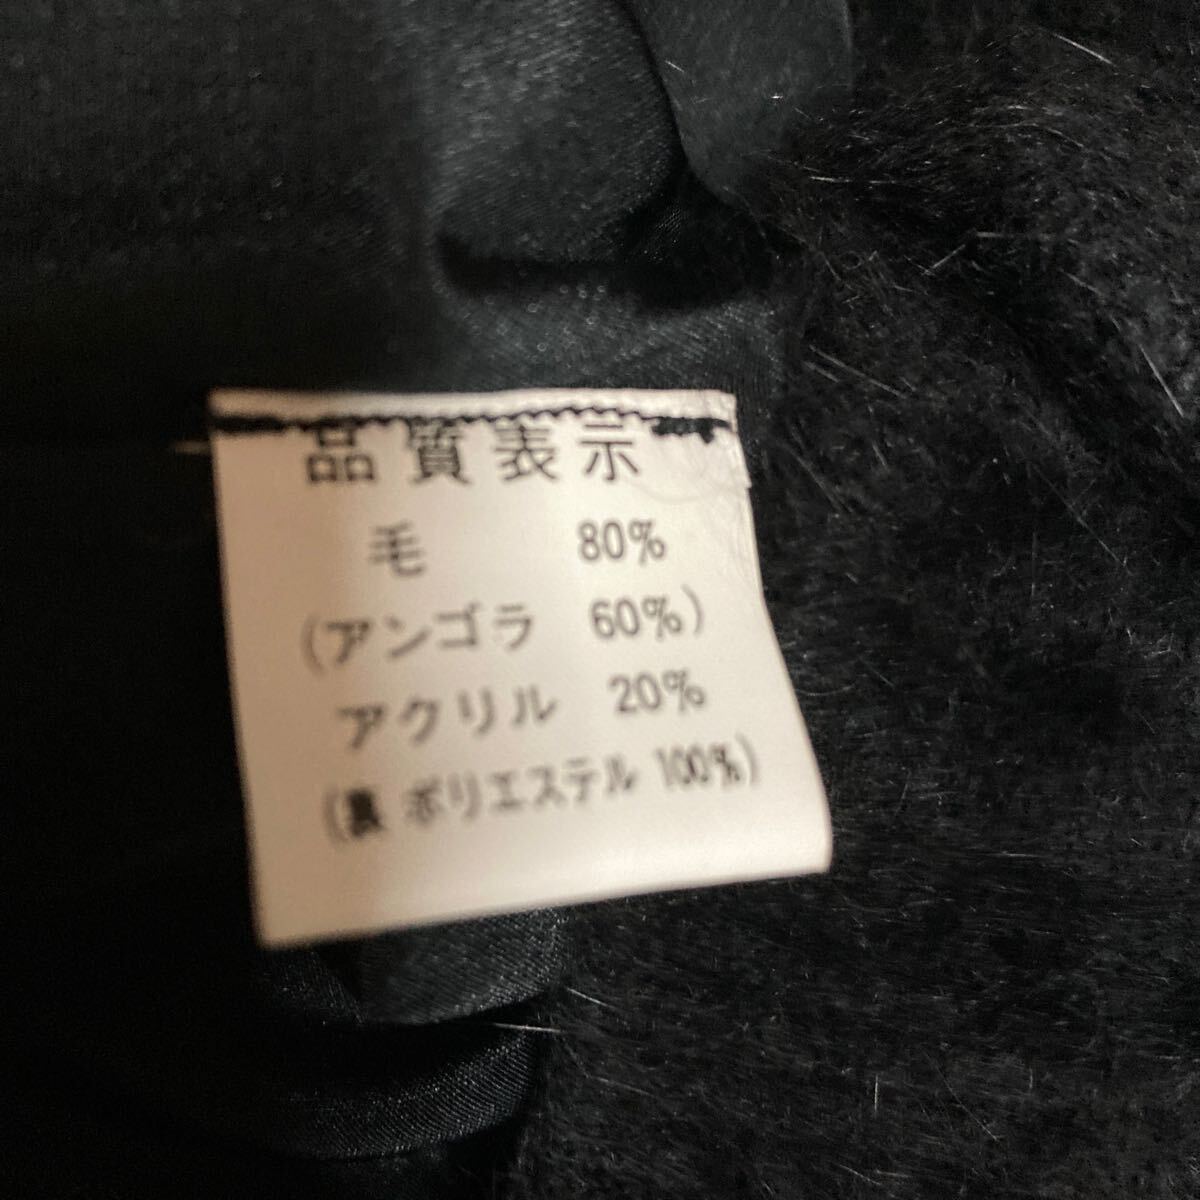 品質表示
毛 80%
(アンゴラ 60%)
アクリル 20%
(裏 ポリエステル 100%)